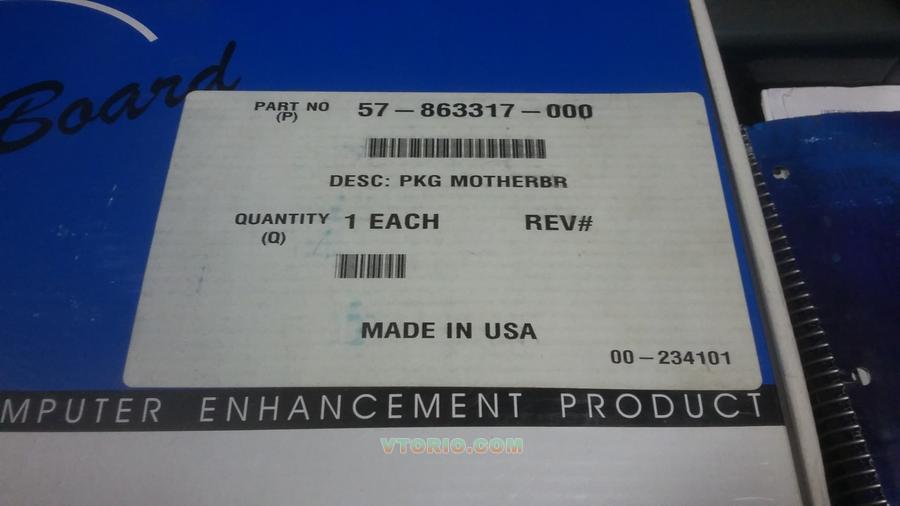 Board
PART NO 57-863317-000
(P)
DESC: PKG MOTHERBR
QUANTITY 1 EACH REV#
(Q)
MADE IN USA
00-234101
MPUTER ENHANCEMENT PRODUCT
VTORIO.COM